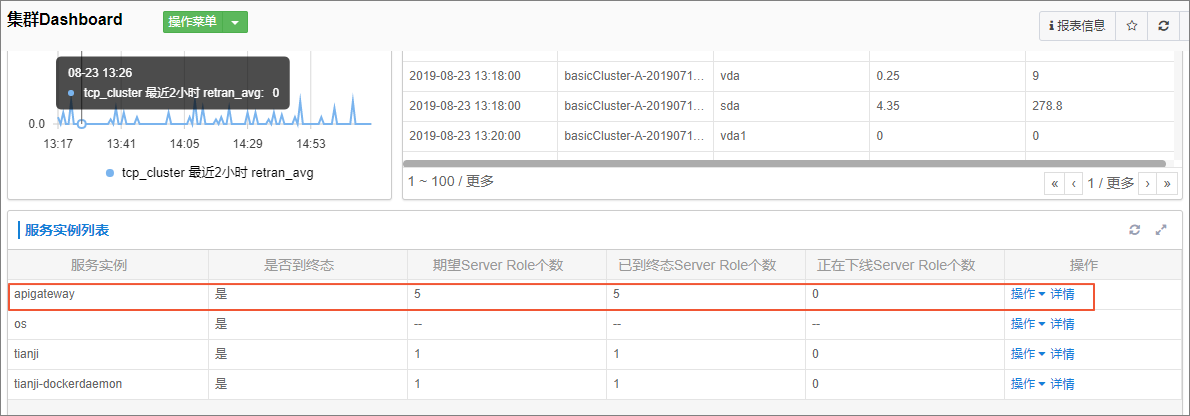 集群Dashboard
操作菜单
报表信息
08-23 13:26
tcp_cluster 最近2小时 retran_avg: 0
0.0
13:17 13:41 14:05 14:29 14:53
tcp_cluster 最近2小时 retran_avg
2019-08-23 13:18:00 basicCluster-A-2019071... vda 0.25 9
2019-08-23 13:18:00 basicCluster-A-2019071... sda 4.35 278.8
2019-08-23 13:20:00 basicCluster-A-2019071... vda1 0 0
1 ~ 100 / 更多
« ‹ 1 / 更多 › »
服务实例列表
服务实例 是否到终态 期望Server Role个数 已到终态Server Role个数 正在下线Server Role个数 操作
apigateway 是 5 5 0 操作 详情
os 是 -- -- -- 操作 详情
tianji 是 1 1 0 操作 详情
tianji-dockerdaemon 是 1 1 0 操作 详情